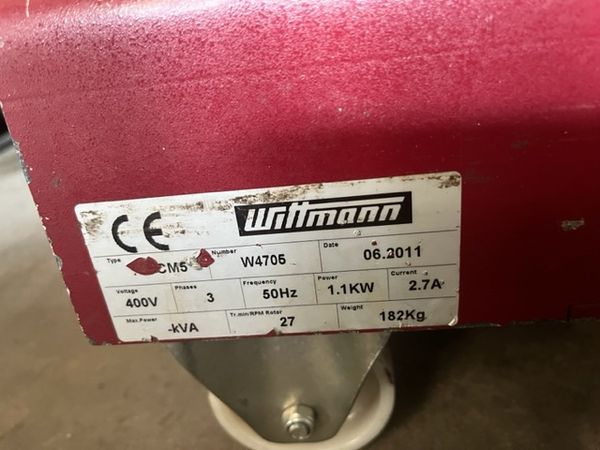 CE Wittmann
Type CM5 Number W4705 Date 06.2011
Voltage 400V Phases 3 Frequency 50Hz Power 1.1KW Current 2.7A
Max.Power -kVA Tr.min/RPM Rotor 27 Weight 182Kg